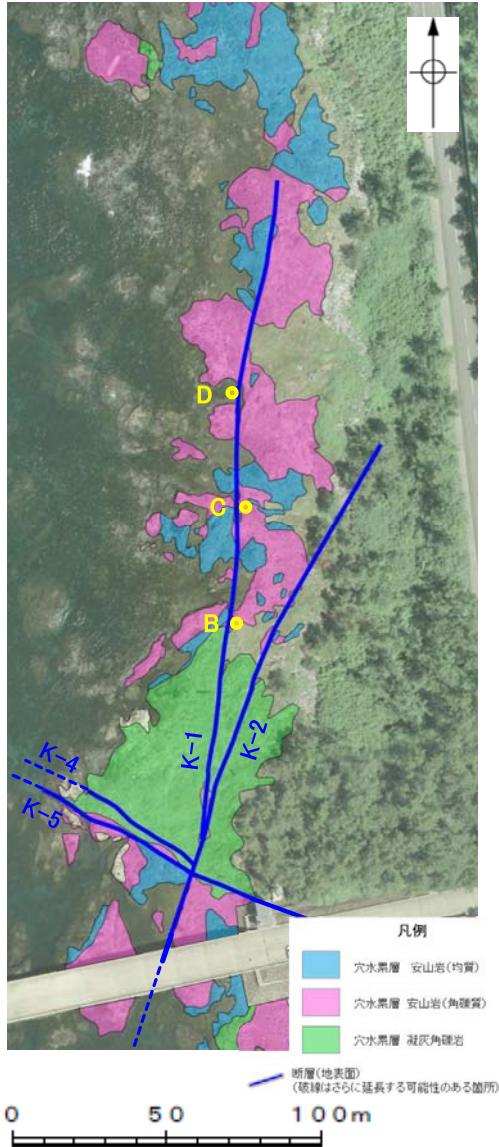 D
C
B
K-1
K-2
K-4
K-5
凡例
穴水累層 安山岩(均質)
穴水累層 安山岩(角礫質)
穴水累層 凝灰角礫岩
断層(地表面)
(破線はさらに延長する可能性のある箇所)
0 50 100m